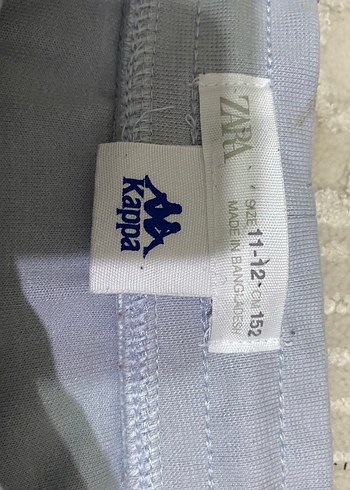 ZARA
SIZE 11-12 CM 152
MADE IN BANGLADESH
Kappa